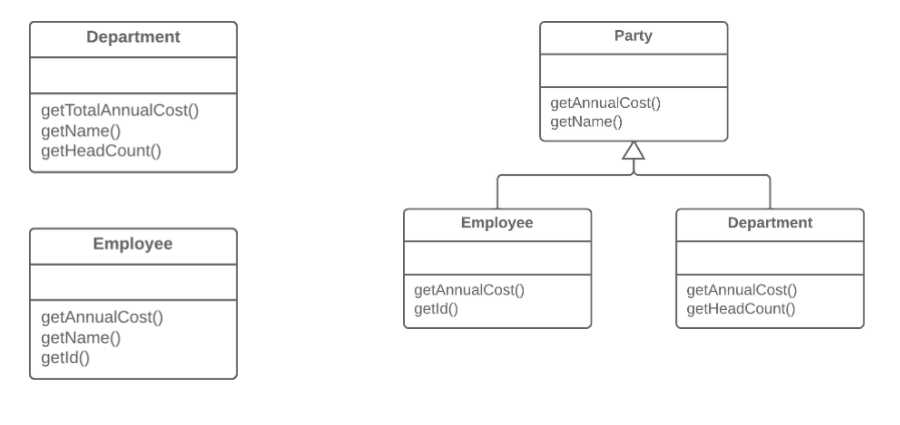 Department
getTotalAnnualCost()
getName()
getHeadCount()
Employee
getAnnualCost()
getName()
getId()
Party
getAnnualCost()
getName()
Employee
getAnnualCost()
getId()
Department
getAnnualCost()
getHeadCount()